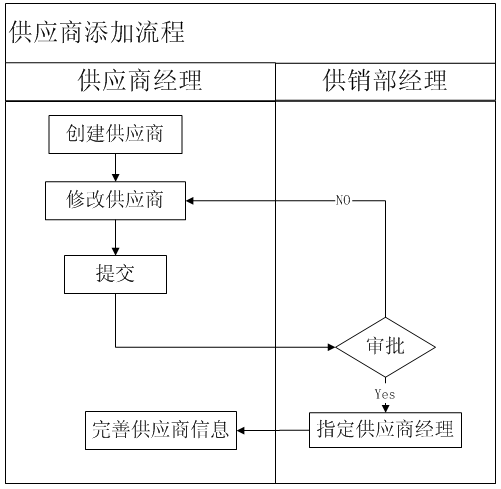 供应商添加流程
供应商经理
供销部经理
创建供应商
修改供应商
NO
提交
审批
Yes
完善供应商信息
指定供应商经理